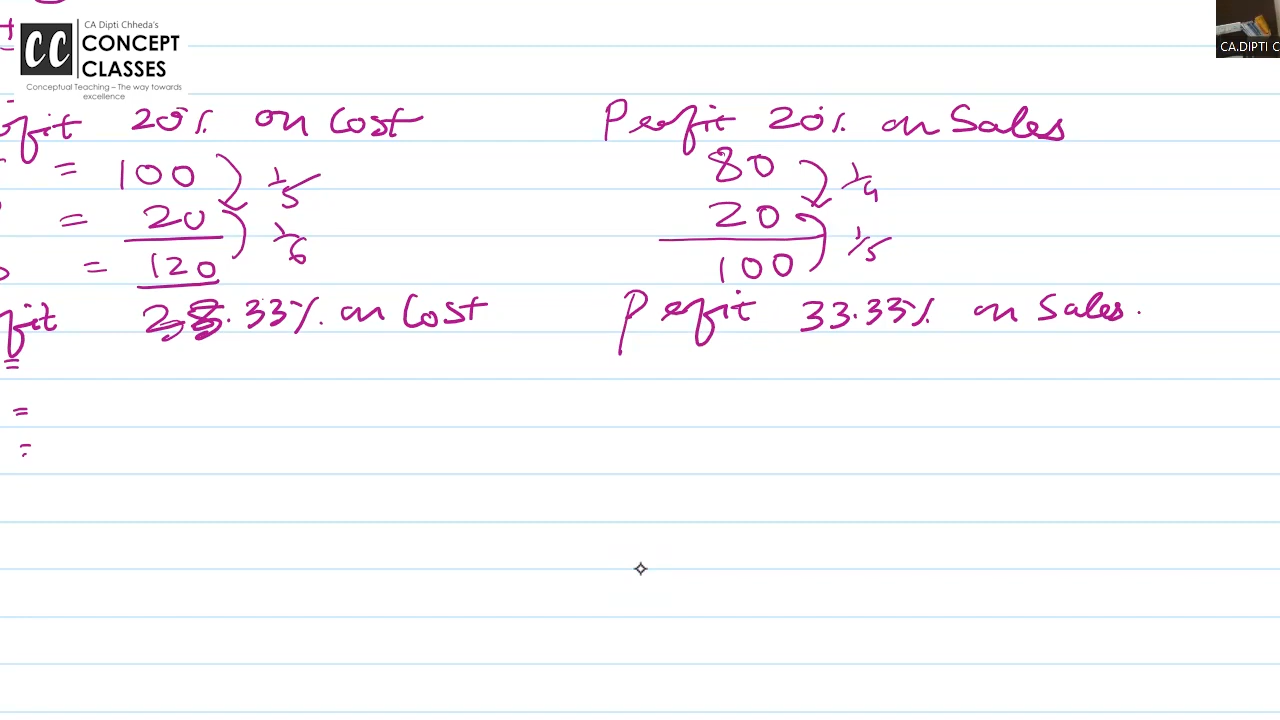 CA Dipti Chheda's
CC CONCEPT
CLASSES
Conceptual Teaching – The way towards
excellence
CA.DIPTI C
ofit 20% on Cost
= 100 1/5
= 20 1/6
= 120
fit 33.33% on Cost
=
=
=
Profit 20% on Sales
80 1/4
20 1/5
100
Profit 33.33% on Sales.